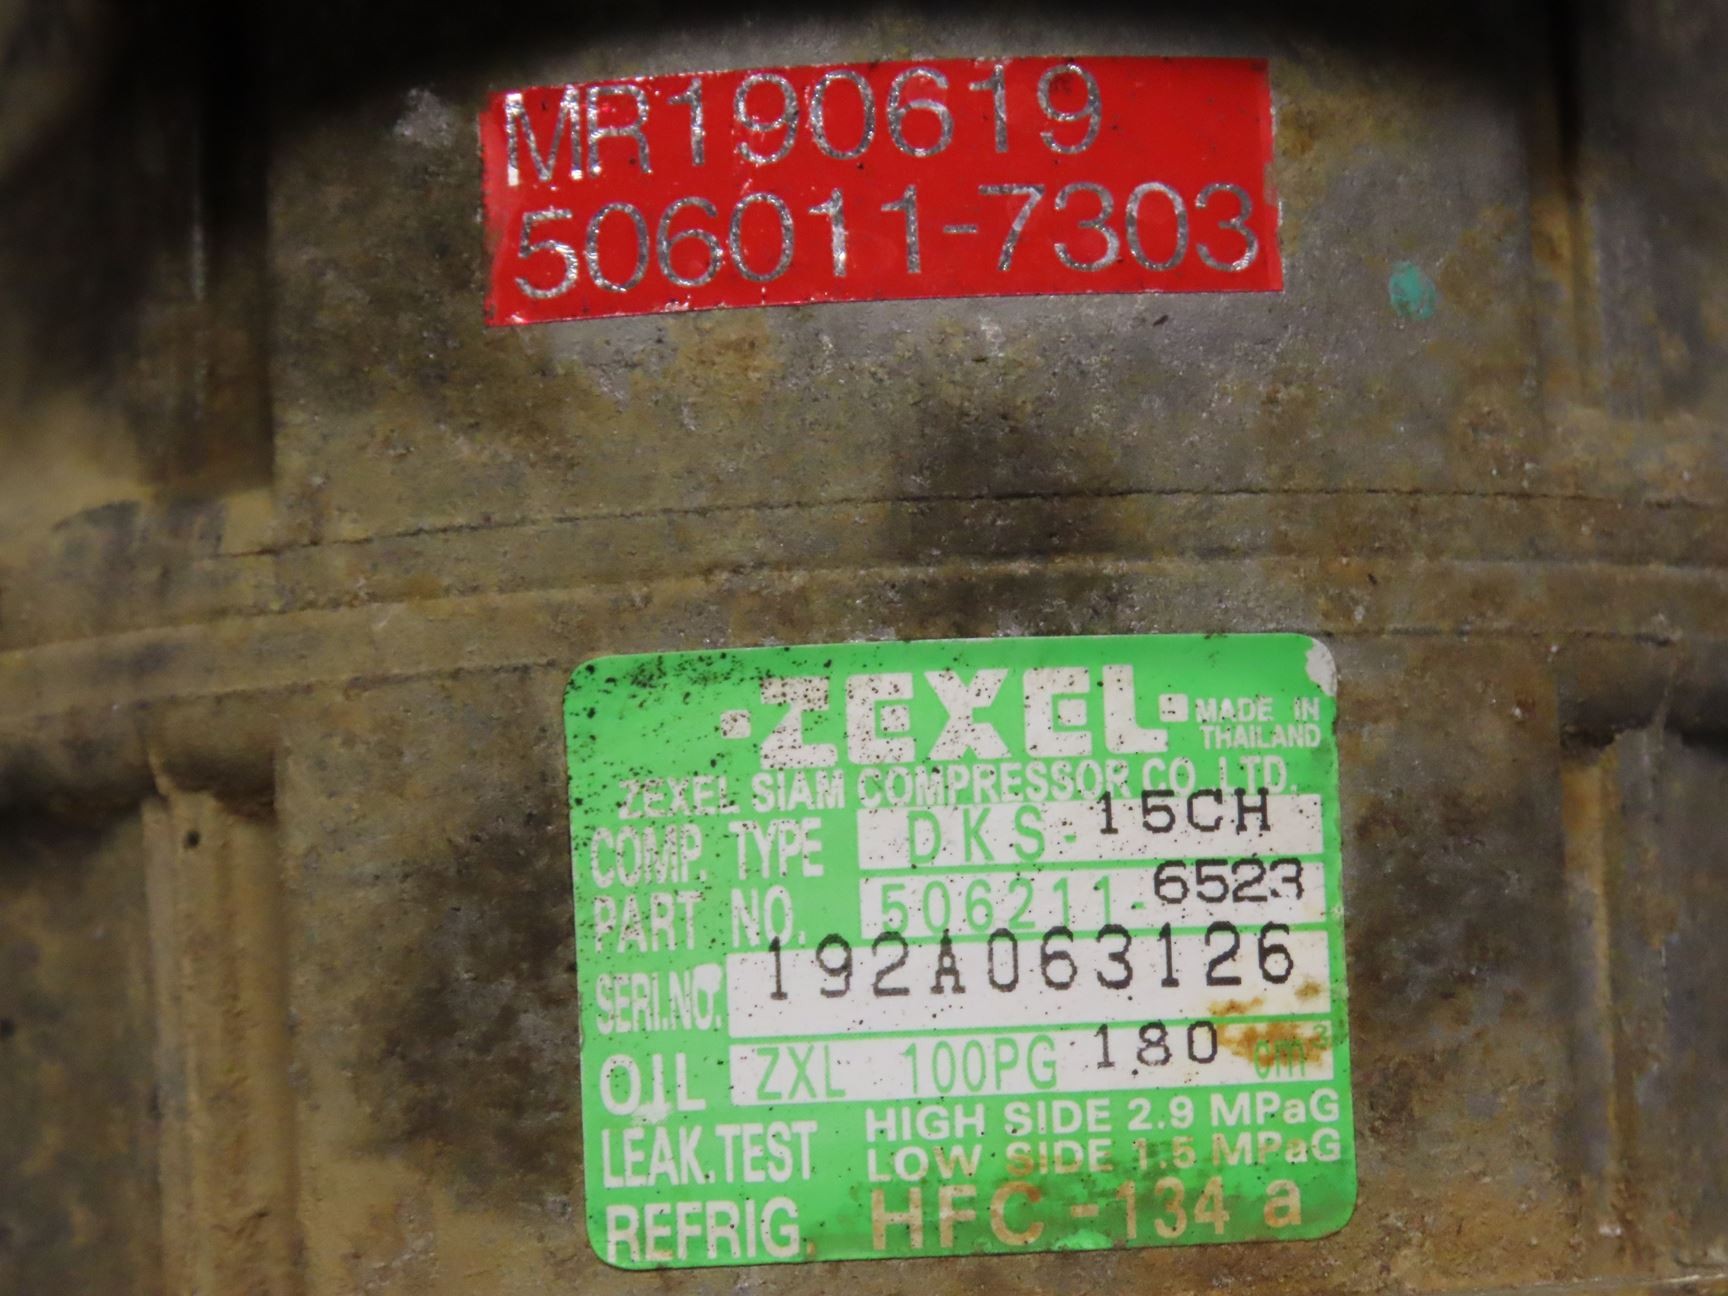 MR190619
506011-7303
·ZEXEL· MADE IN THAILAND
ZEXEL SIAM COMPRESSOR CO.,LTD.
COMP. TYPE DKS-15CH
PART NO. 506211-6523
SERI.NO. 192A063126
OIL ZXL 100PG 180 cm³
LEAK.TEST HIGH SIDE 2.9 MPaG
LOW SIDE 1.5 MPaG
REFRIG. HFC-134a